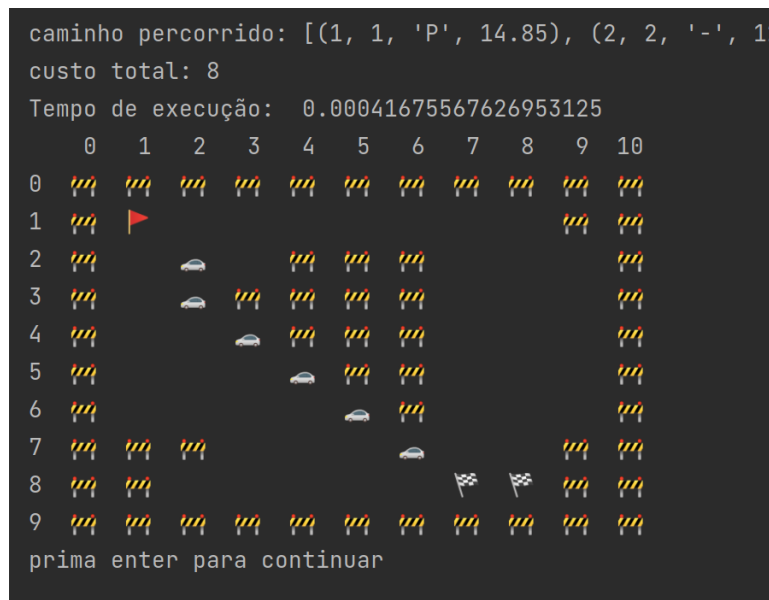 caminho percorrido: [(1, 1, 'P', 14.85), (2, 2, '-', 1
custo total: 8
Tempo de execução:  0.00041675567626953125
0 1 2 3 4 5 6 7 8 9 10
0
1
2
3
4
5
6
7
8
9
prima enter para continuar